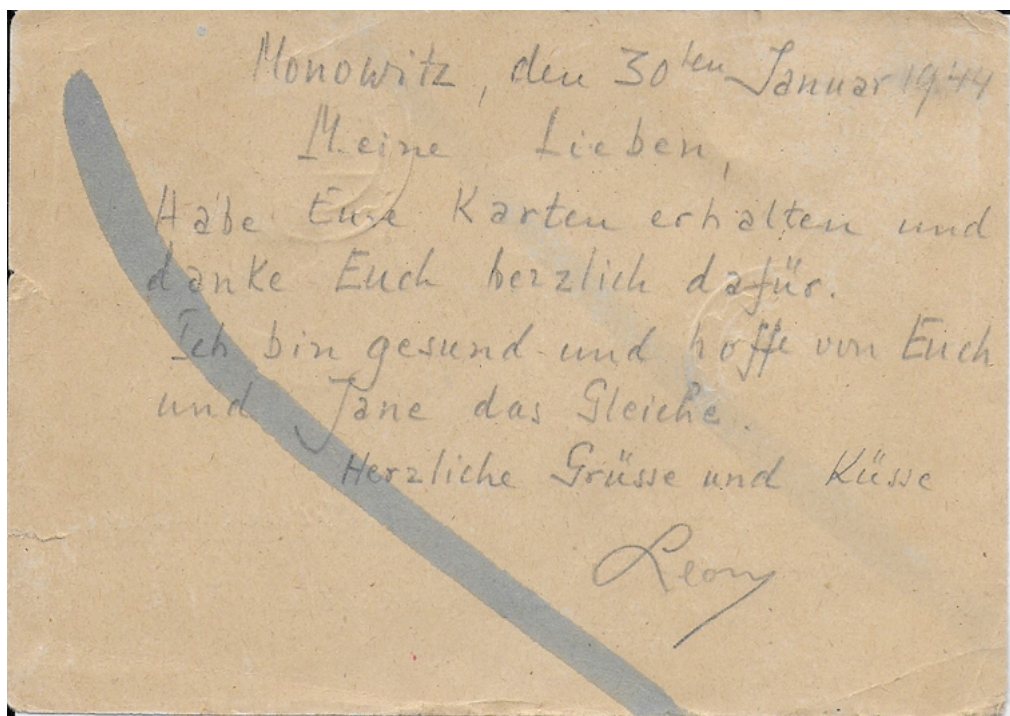 Monowitz, den 30ten Januar 1944
Meine Lieben,
Habe Eure Karten erhalten und
danke Euch herzlich dafür.
Ich bin gesund und hoffe von Euch
und Jane das Gleiche.
Herzliche Grüsse und Küsse
Leon